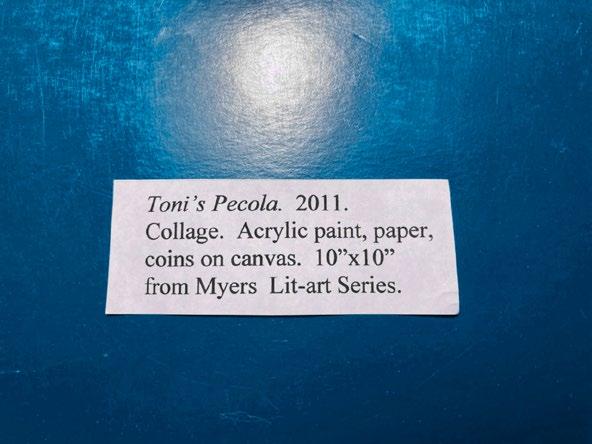 Toni's Pecola. 2011.
Collage. Acrylic paint, paper,
coins on canvas. 10”x10”
from Myers Lit-art Series.